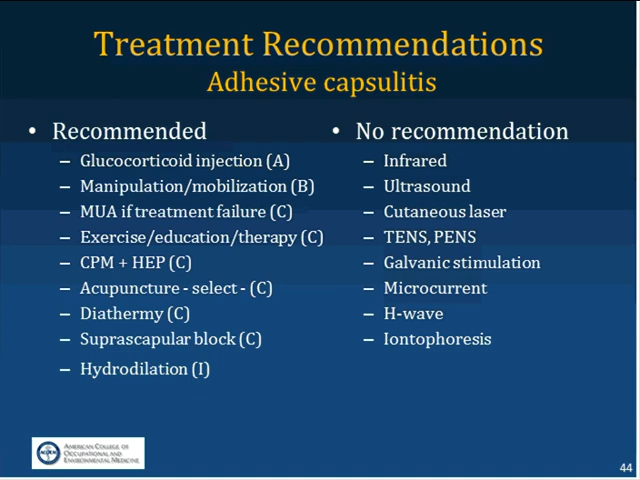 Treatment Recommendations
Adhesive capsulitis
• Recommended
– Glucocorticoid injection (A)
– Manipulation/mobilization (B)
– MUA if treatment failure (C)
– Exercise/education/therapy (C)
– CPM + HEP (C)
– Acupuncture - select - (C)
– Diathermy (C)
– Suprascapular block (C)
– Hydrodilation (I)
• No recommendation
– Infrared
– Ultrasound
– Cutaneous laser
– TENS, PENS
– Galvanic stimulation
– Microcurrent
– H-wave
– Iontophoresis
American College of
Occupational and
Environmental Medicine
44